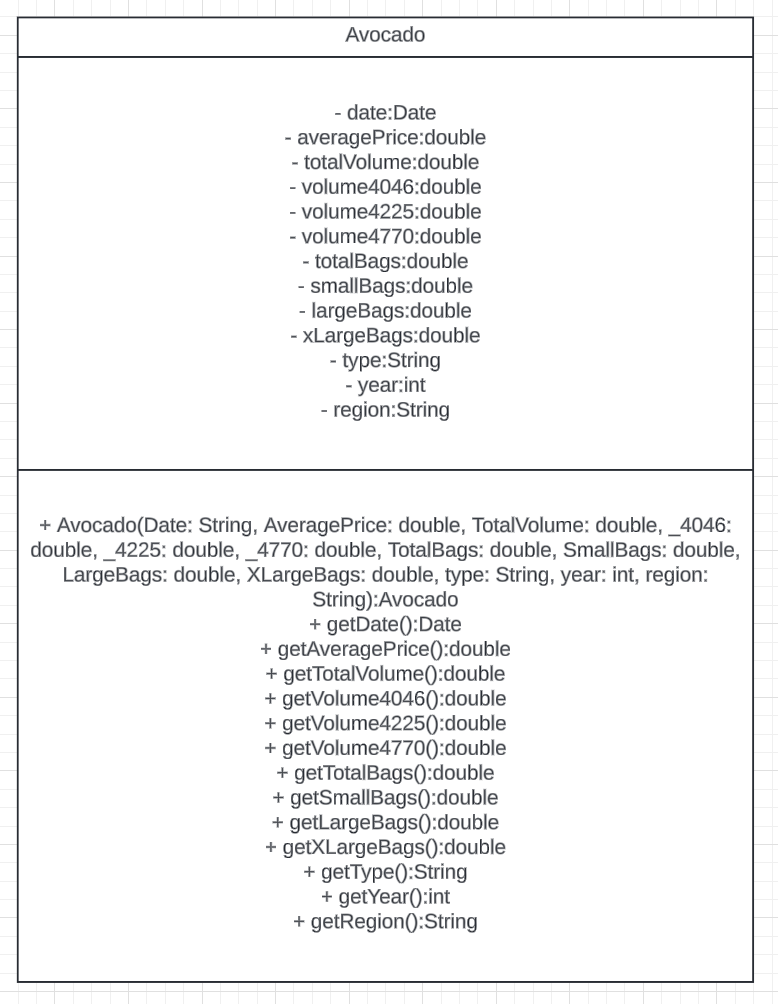 Avocado
- date:Date
- averagePrice:double
- totalVolume:double
- volume4046:double
- volume4225:double
- volume4770:double
- totalBags:double
- smallBags:double
- largeBags:double
- xLargeBags:double
- type:String
- year:int
- region:String
+ Avocado(Date: String, AveragePrice: double, TotalVolume: double, _4046:
double, _4225: double, _4770: double, TotalBags: double, SmallBags: double,
LargeBags: double, XLargeBags: double, type: String, year: int, region:
String):Avocado
+ getDate():Date
+ getAveragePrice():double
+ getTotalVolume():double
+ getVolume4046():double
+ getVolume4225():double
+ getVolume4770():double
+ getTotalBags():double
+ getSmallBags():double
+ getLargeBags():double
+ getXLargeBags():double
+ getType():String
+ getYear():int
+ getRegion():String